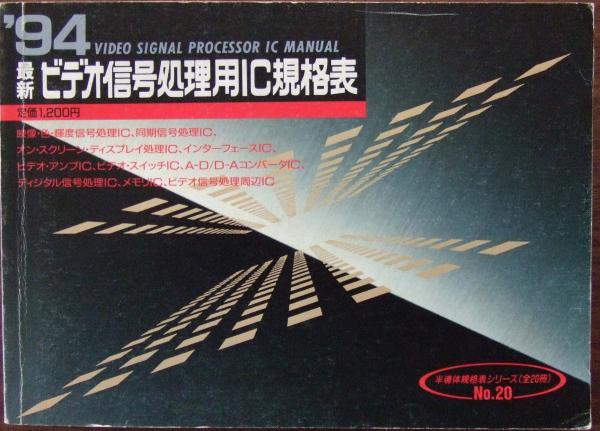 '94 VIDEO SIGNAL PROCESSOR IC MANUAL
最新 ビデオ信号処理用IC規格表
定価1,200円
映像・色・輝度信号処理IC、同期信号処理IC、
オン・スクリーン・ディスプレイ処理IC、インターフェースIC、
ビデオ・アンプIC、ビデオ・スイッチIC、A-D/D-AコンバータIC、
ディジタル信号処理IC、メモリIC、ビデオ信号処理周辺IC
半導体規格表シリーズ(全20冊)
No.20